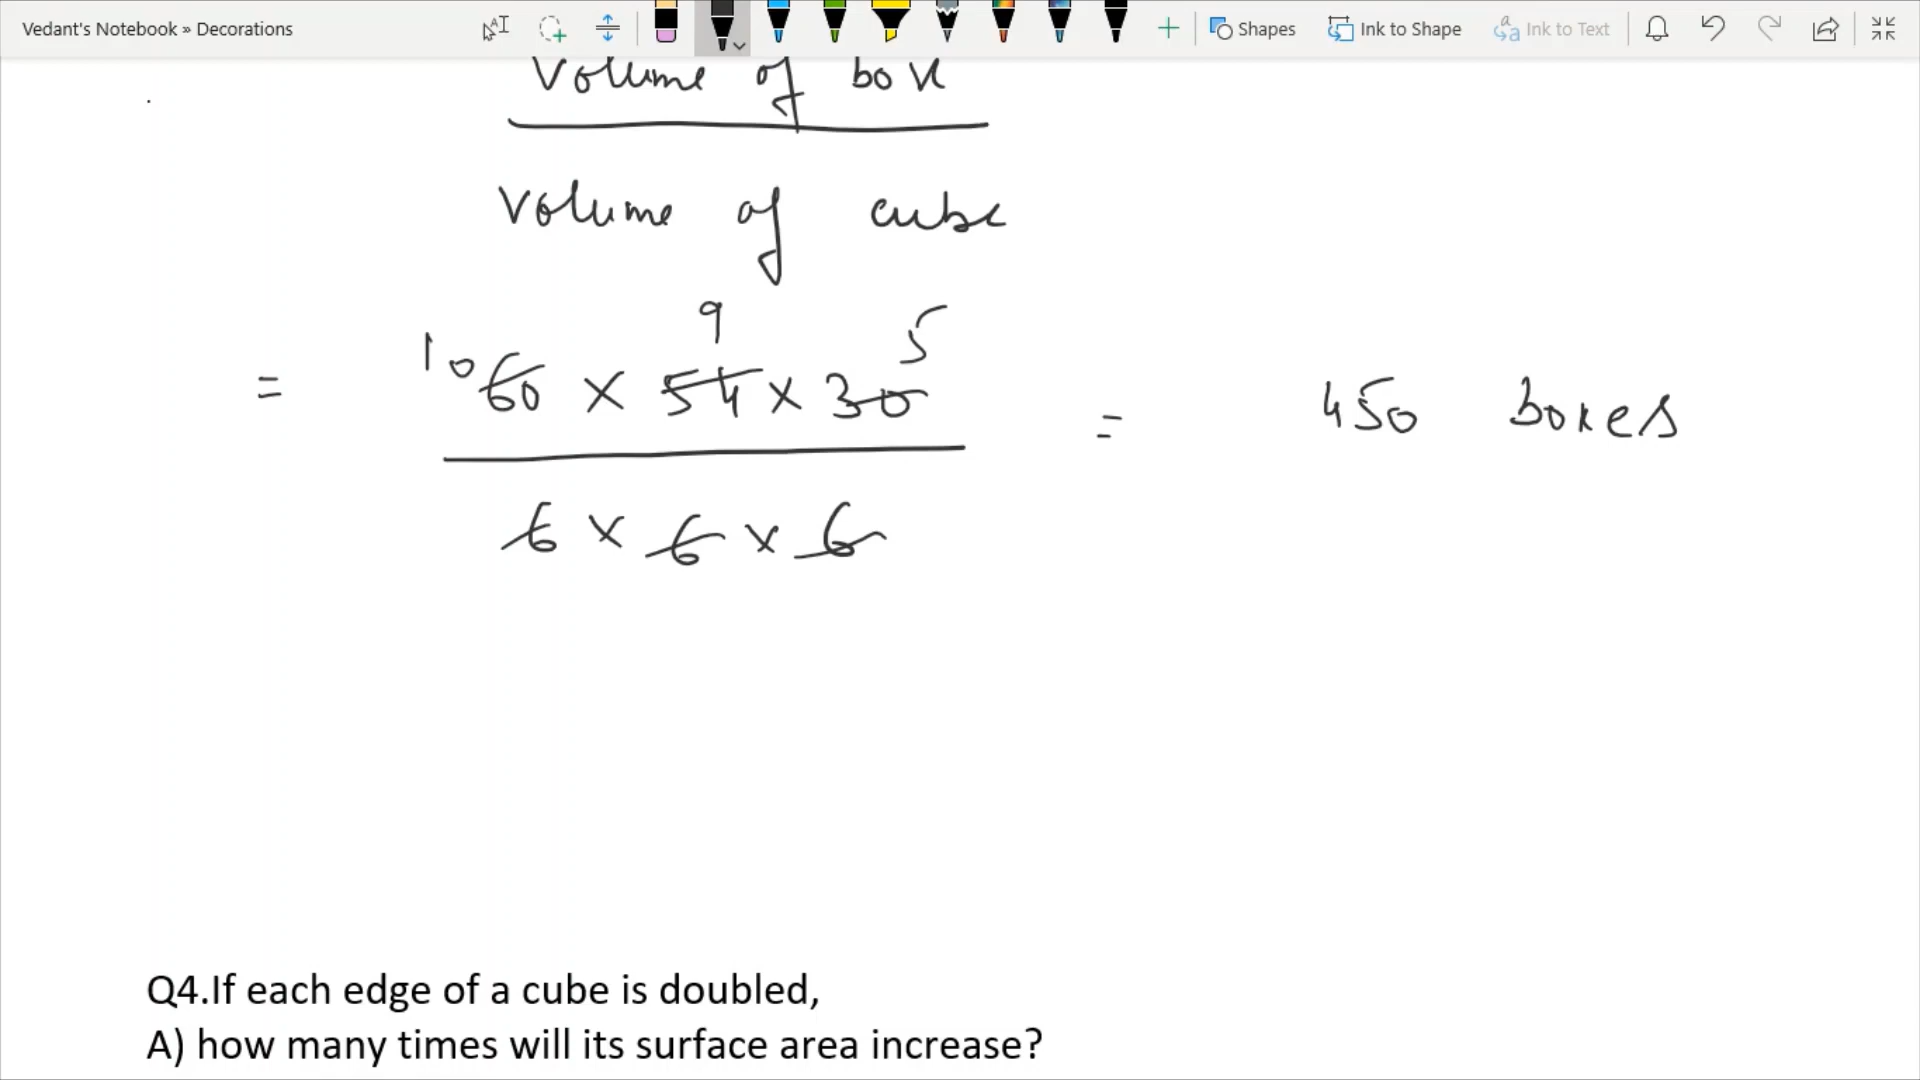 Vedant's Notebook » Decorations Shapes Ink to Shape Ink to Text
Volume of box
Volume of cube
10 9 5
= 60 × 54 × 30 = 450 boxes
6 × 6 × 6
Q4.If each edge of a cube is doubled,
A) how many times will its surface area increase?